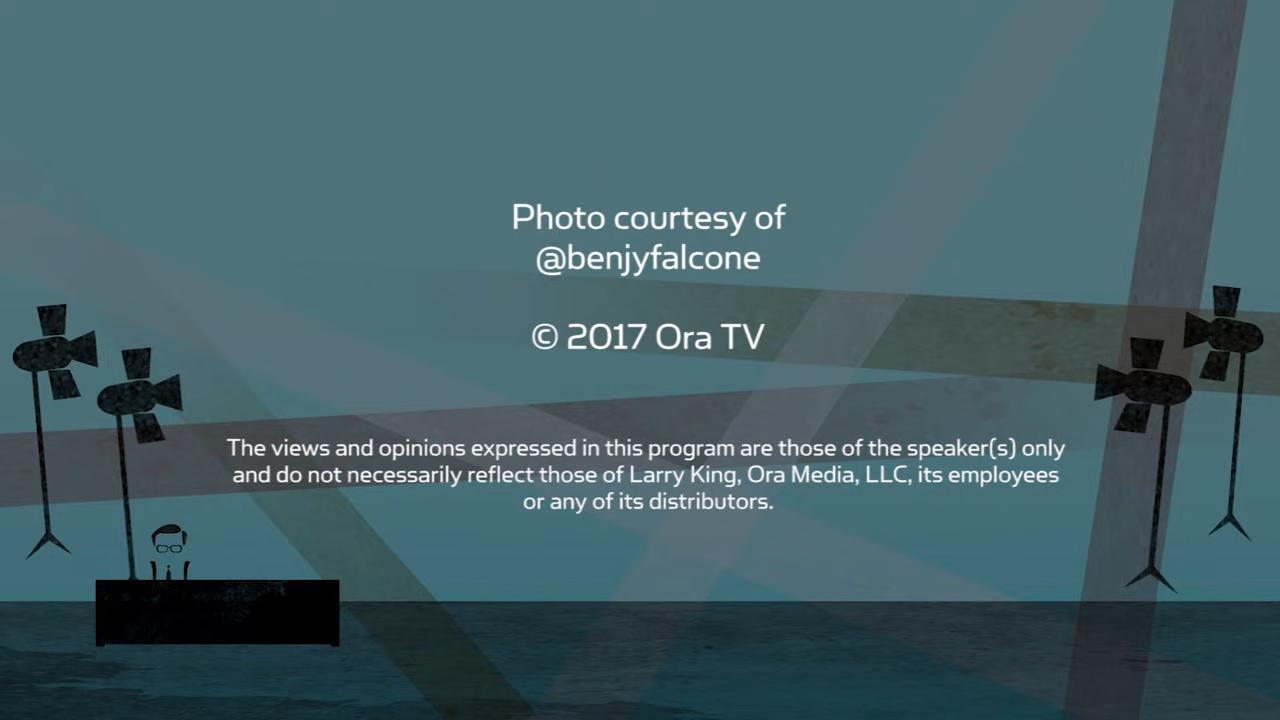 Photo courtesy of
@benjyfalcone
© 2017 Ora TV
The views and opinions expressed in this program are those of the speaker(s) only
and do not necessarily reflect those of Larry King, Ora Media, LLC, its employees
or any of its distributors.